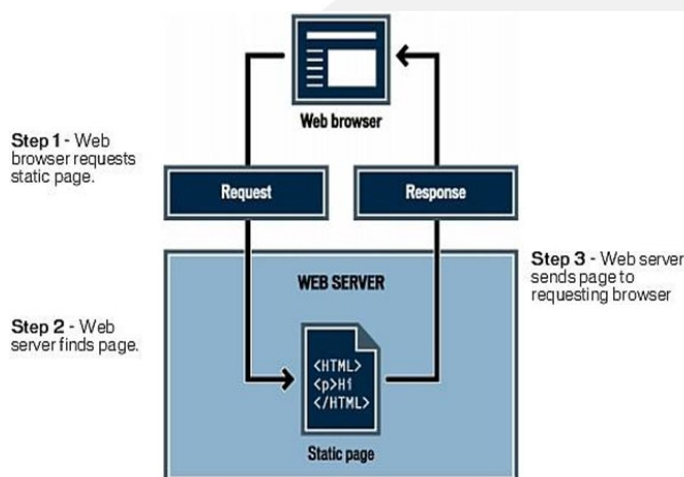 Web browser
Step 1 - Web
browser requests
static page.
Request
Response
WEB SERVER
Step 3 - Web server
sends page to
requesting browser
Step 2 - Web
server finds page.
<HTML>
<p>Hi
</HTML>
Static page